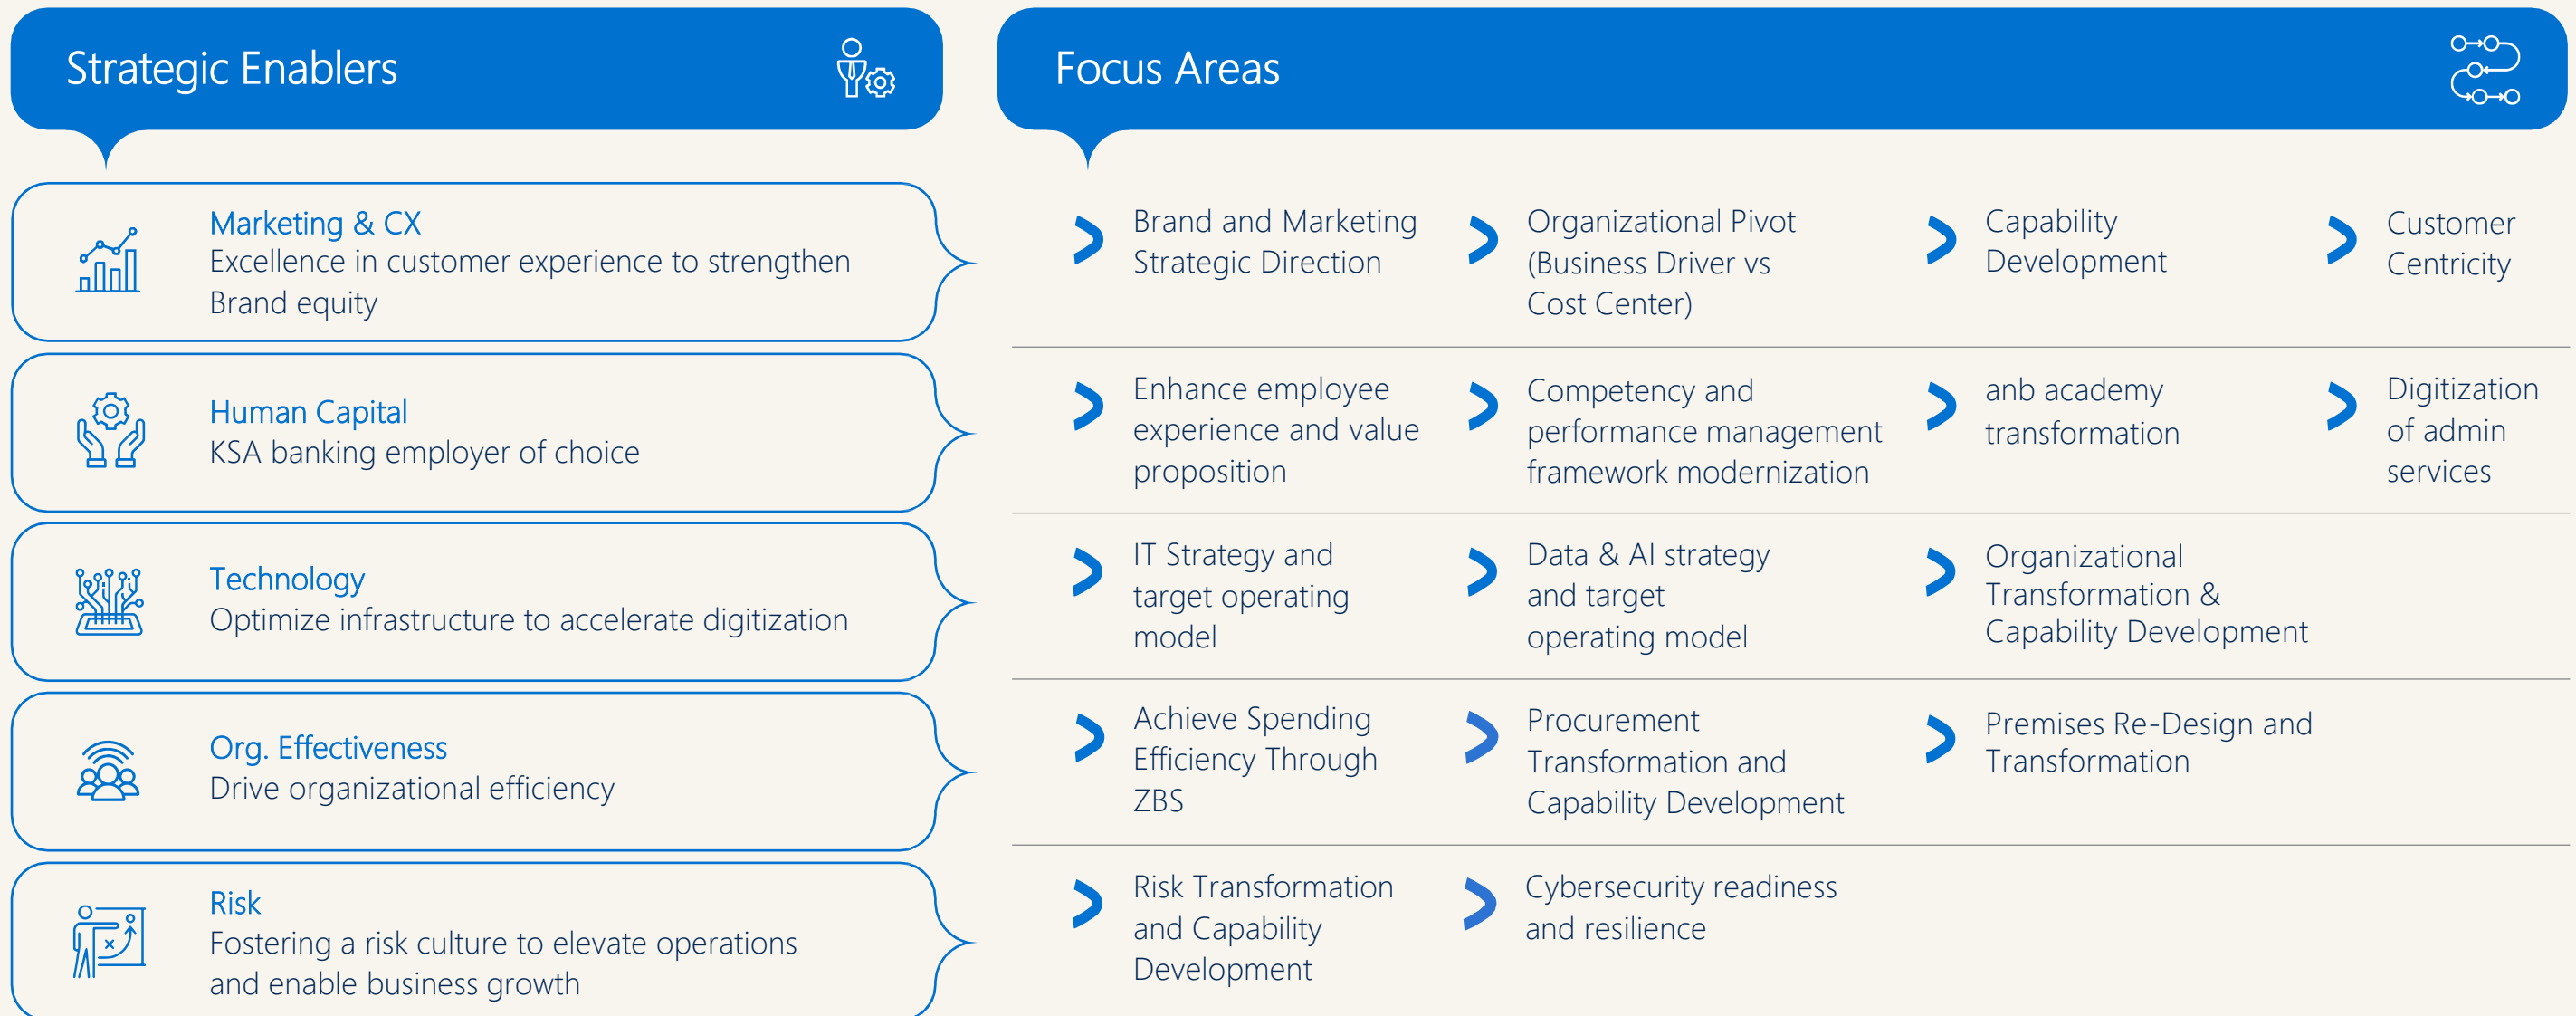 Strategic Enablers
Focus Areas
Marketing & CX
Excellence in customer experience to strengthen
Brand equity
Brand and Marketing
Strategic Direction
Organizational Pivot
(Business Driver vs
Cost Center)
Capability
Development
Customer
Centricity
Human Capital
KSA banking employer of choice
Enhance employee
experience and value
proposition
Competency and
performance management
framework modernization
anb academy
transformation
Digitization
of admin
services
Technology
Optimize infrastructure to accelerate digitization
IT Strategy and
target operating
model
Data & AI strategy
and target
operating model
Organizational
Transformation &
Capability Development
Org. Effectiveness
Drive organizational efficiency
Achieve Spending
Efficiency Through
ZBS
Procurement
Transformation and
Capability Development
Premises Re-Design and
Transformation
Risk
Fostering a risk culture to elevate operations
and enable business growth
Risk Transformation
and Capability
Development
Cybersecurity readiness
and resilience